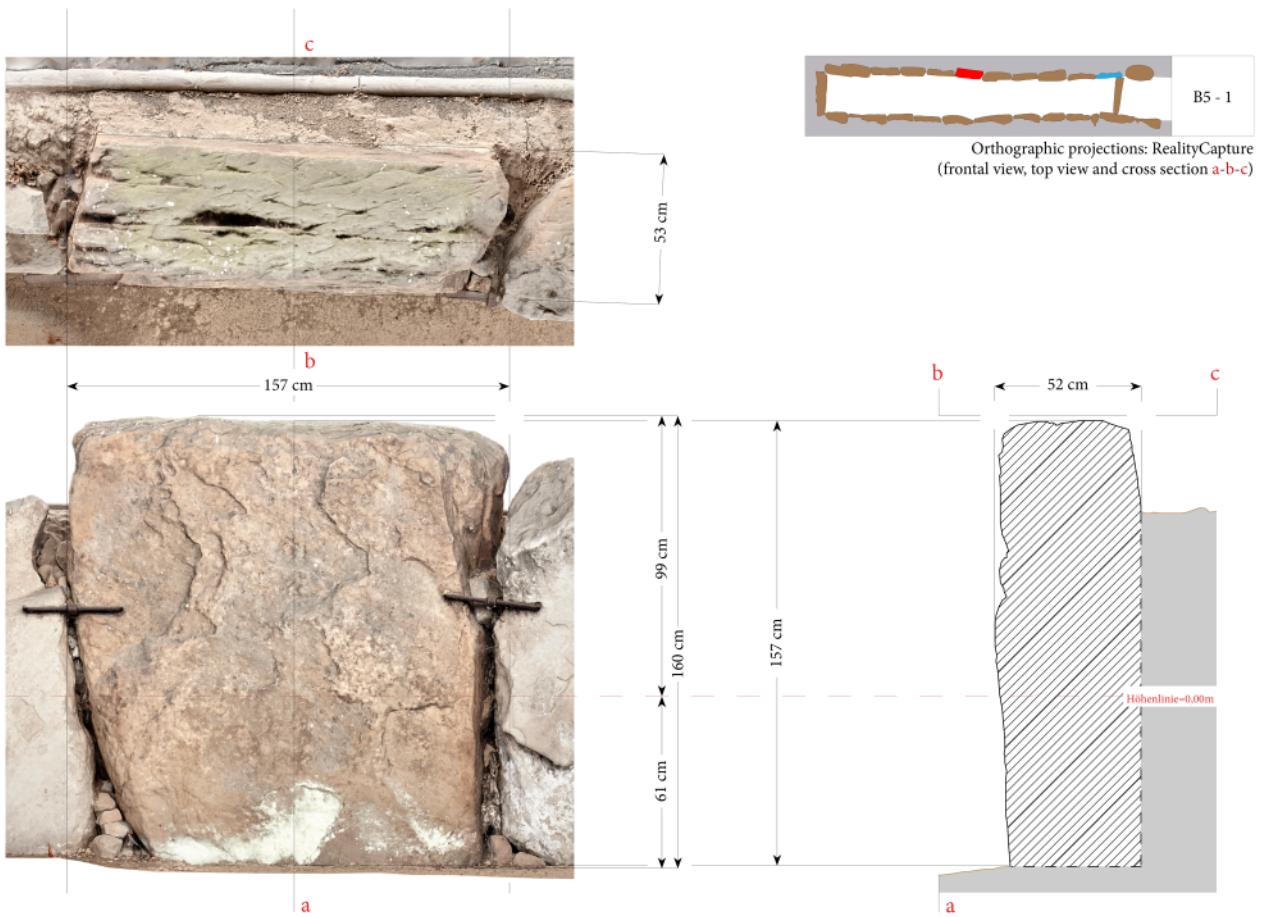 c
B5 - 1
Orthographic projections: RealityCapture
(frontal view, top view and cross section a-b-c)
53 cm
b
157 cm
b
52 cm
c
99 cm
160 cm
157 cm
Höhenlinie=0,00m
61 cm
a
a